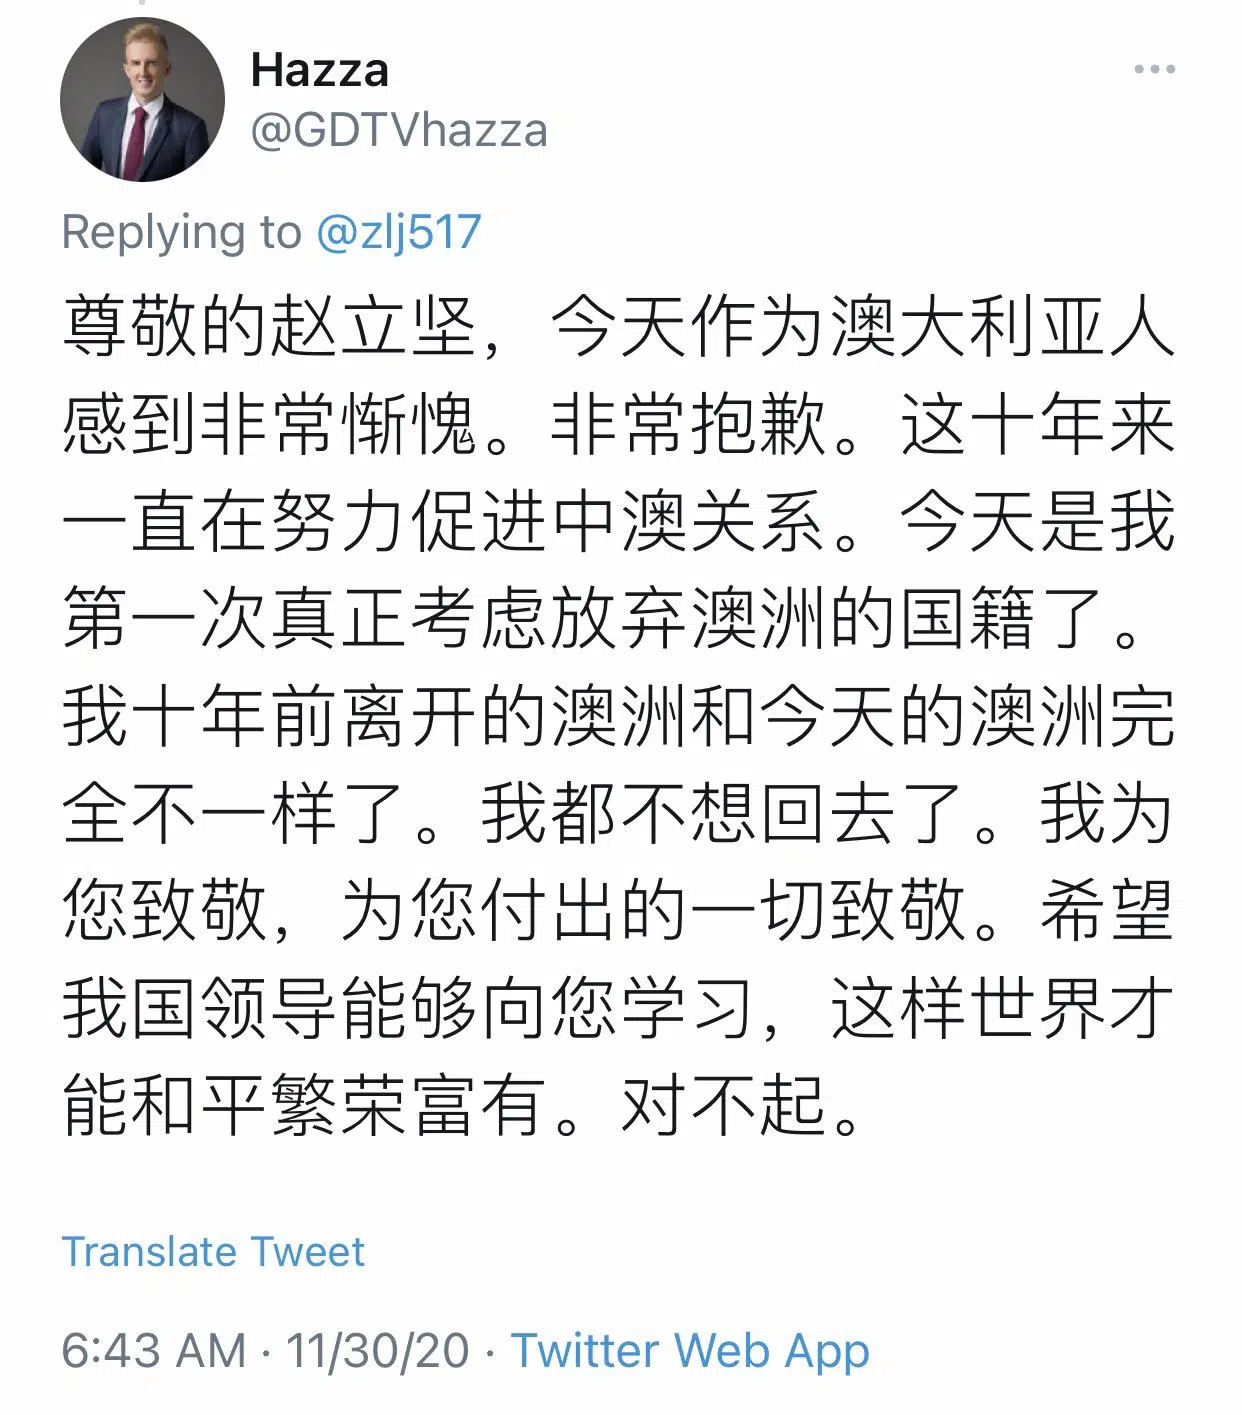 Hazza
@GDTVhazza
Replying to @zlj517
尊敬的赵立坚，今天作为澳大利亚人
感到非常惭愧。非常抱歉。这十年来
一直在努力促进中澳关系。今天是我
第一次真正考虑放弃澳洲的国籍了。
我十年前离开的澳洲和今天的澳洲完
全不一样了。我都不想回去了。我为
您致敬，为您付出的一切致敬。希望
我国领导能够向您学习，这样世界才
能和平繁荣富有。对不起。
Translate Tweet
6:43 AM · 11/30/20 · Twitter Web App